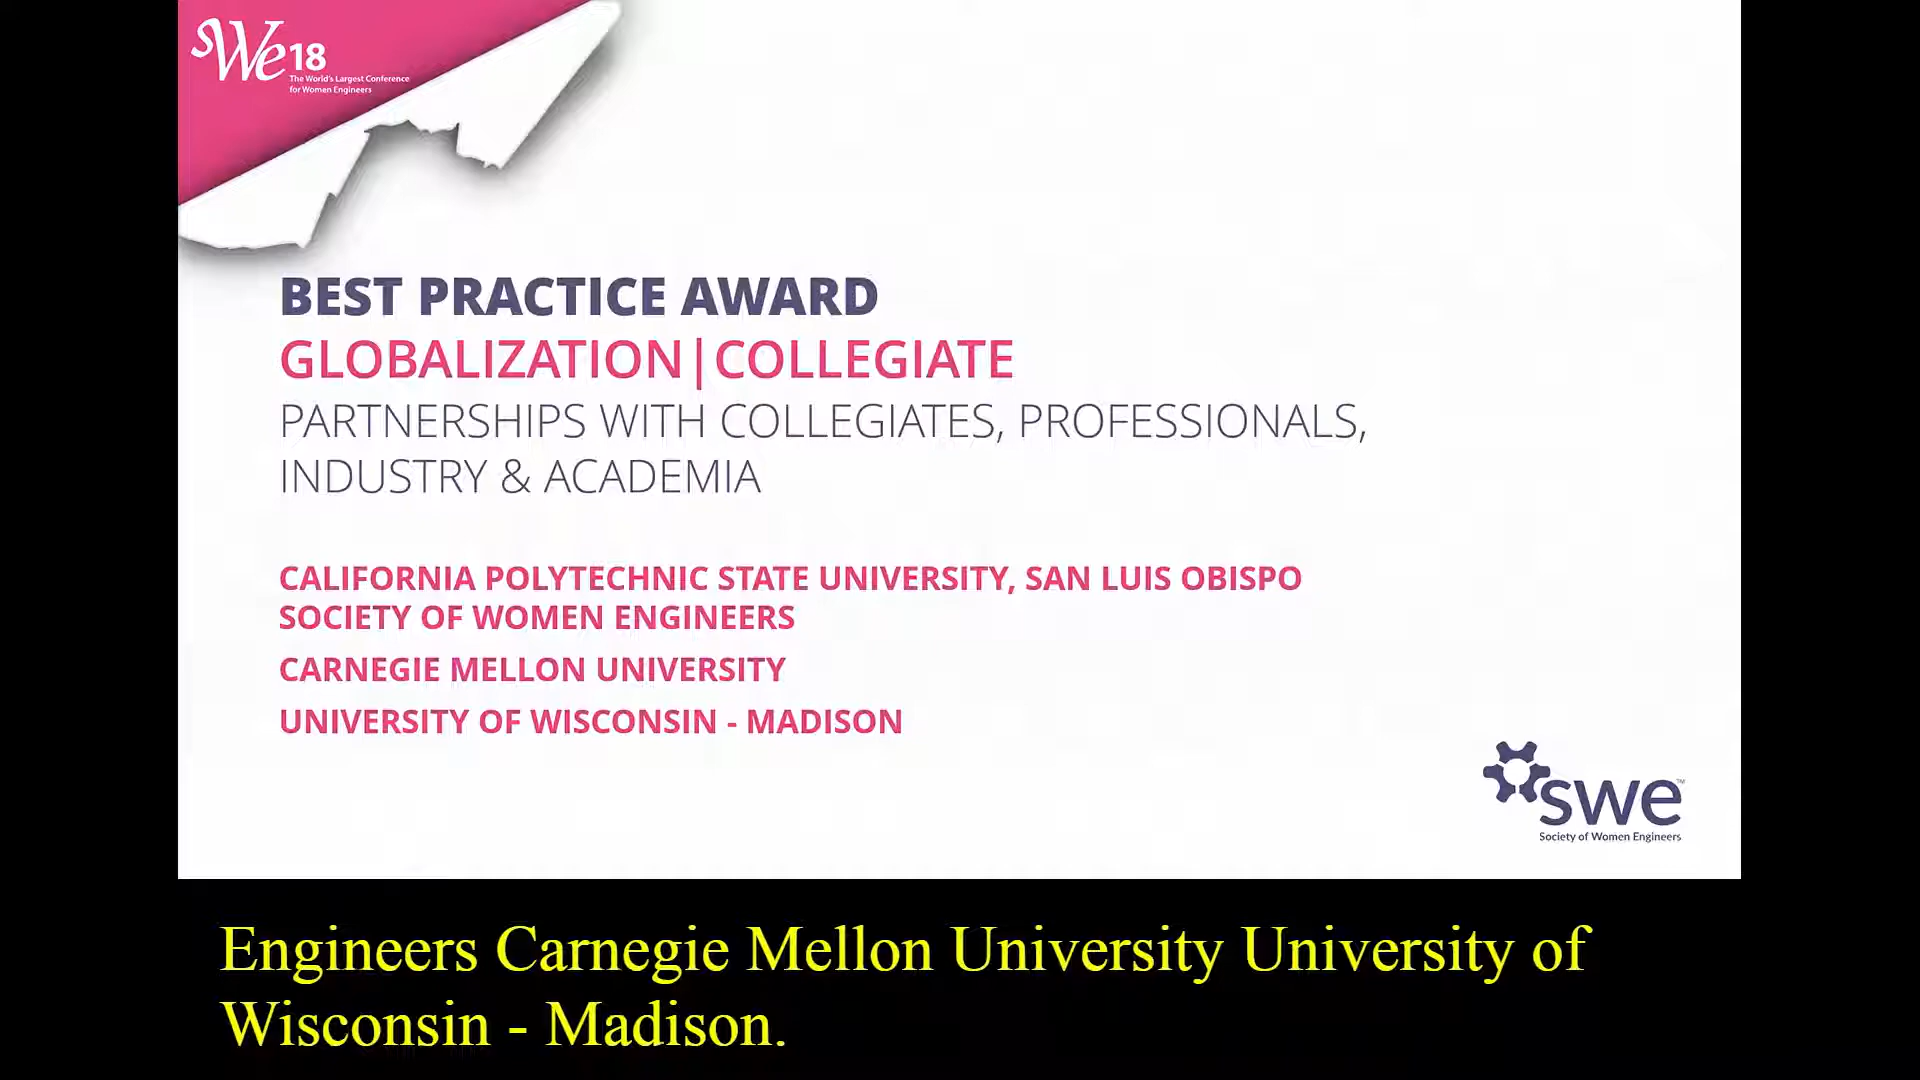 sWe18
The World's Largest Conference
for Women Engineers
BEST PRACTICE AWARD
GLOBALIZATION|COLLEGIATE
PARTNERSHIPS WITH COLLEGIATES, PROFESSIONALS,
INDUSTRY & ACADEMIA
CALIFORNIA POLYTECHNIC STATE UNIVERSITY, SAN LUIS OBISPO
SOCIETY OF WOMEN ENGINEERS
CARNEGIE MELLON UNIVERSITY
UNIVERSITY OF WISCONSIN - MADISON
swe™
Society of Women Engineers
Engineers Carnegie Mellon University University of
Wisconsin - Madison.